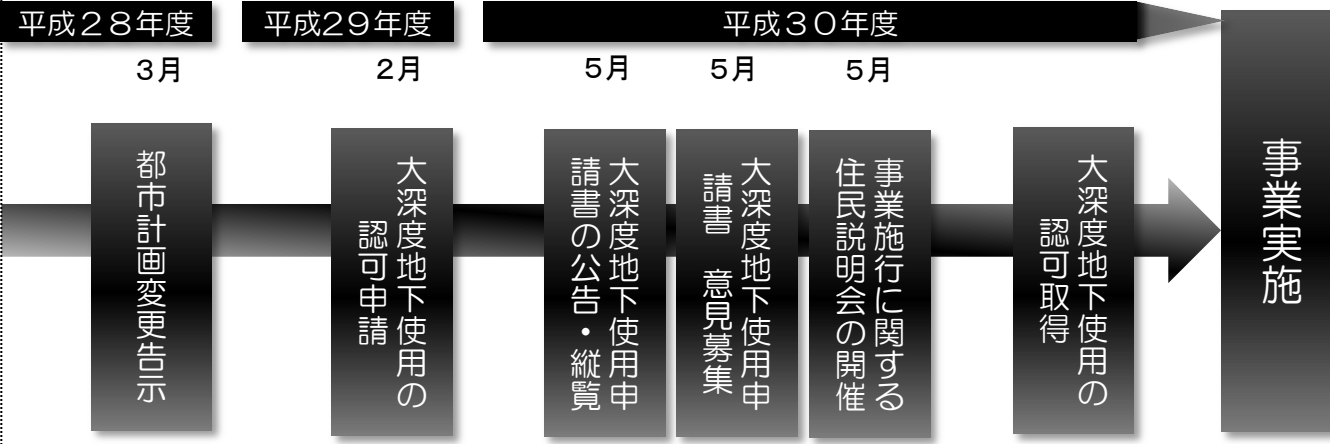 平成２８年度
平成２９年度
平成３０年度
３月
２月
５月
５月
５月
都市計画変更告示
大深度地下使用の
認可申請
大深度地下使用申
請書の公告・縦覧
大深度地下使用申
請書　意見募集
事業施行に関する
住民説明会の開催
大深度地下使用の
認可取得
事業実施